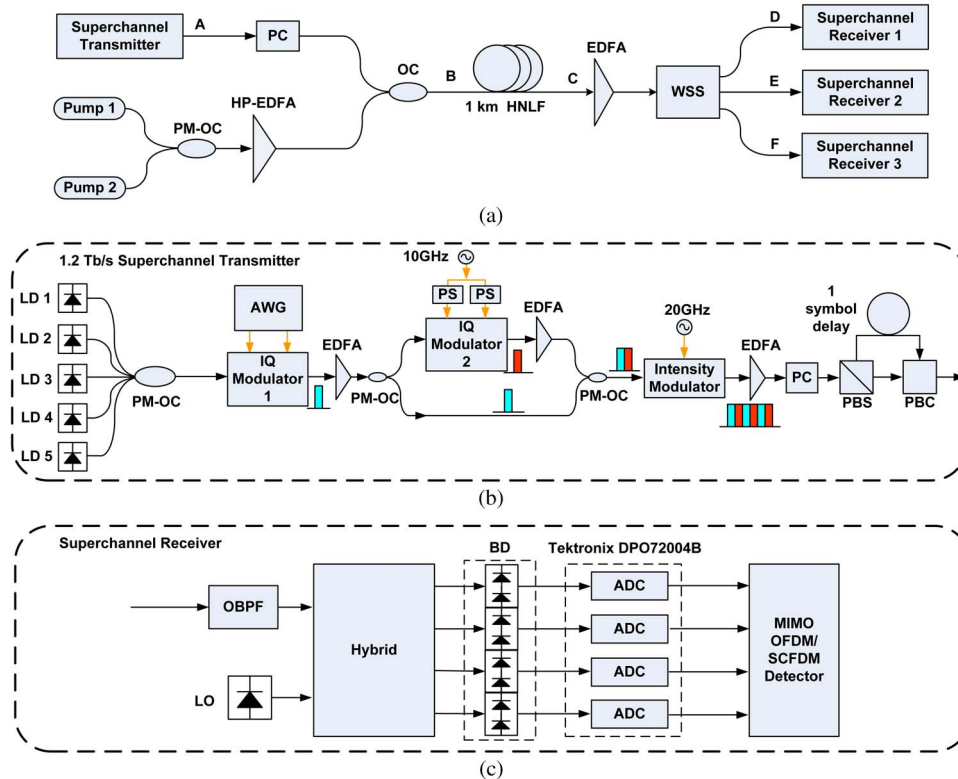 Superchannel
Transmitter
A
PC
Pump 1
Pump 2
PM-OC
HP-EDFA
OC
B
1 km HNLF
C
EDFA
WSS
D
Superchannel
Receiver 1
E
Superchannel
Receiver 2
F
Superchannel
Receiver 3
(a)
1.2 Tb/s Superchannel Transmitter
LD 1
LD 2
LD 3
LD 4
LD 5
PM-OC
AWG
IQ
Modulator
1
EDFA
PM-OC
10GHz
PS
PS
IQ
Modulator
2
EDFA
PM-OC
20GHz
Intensity
Modulator
EDFA
PC
1
symbol
delay
PBS
PBC
(b)
Superchannel Receiver
OBPF
LO
Hybrid
BD
Tektronix DPO72004B
ADC
ADC
ADC
ADC
MIMO
OFDM/
SCFDM
Detector
(c)